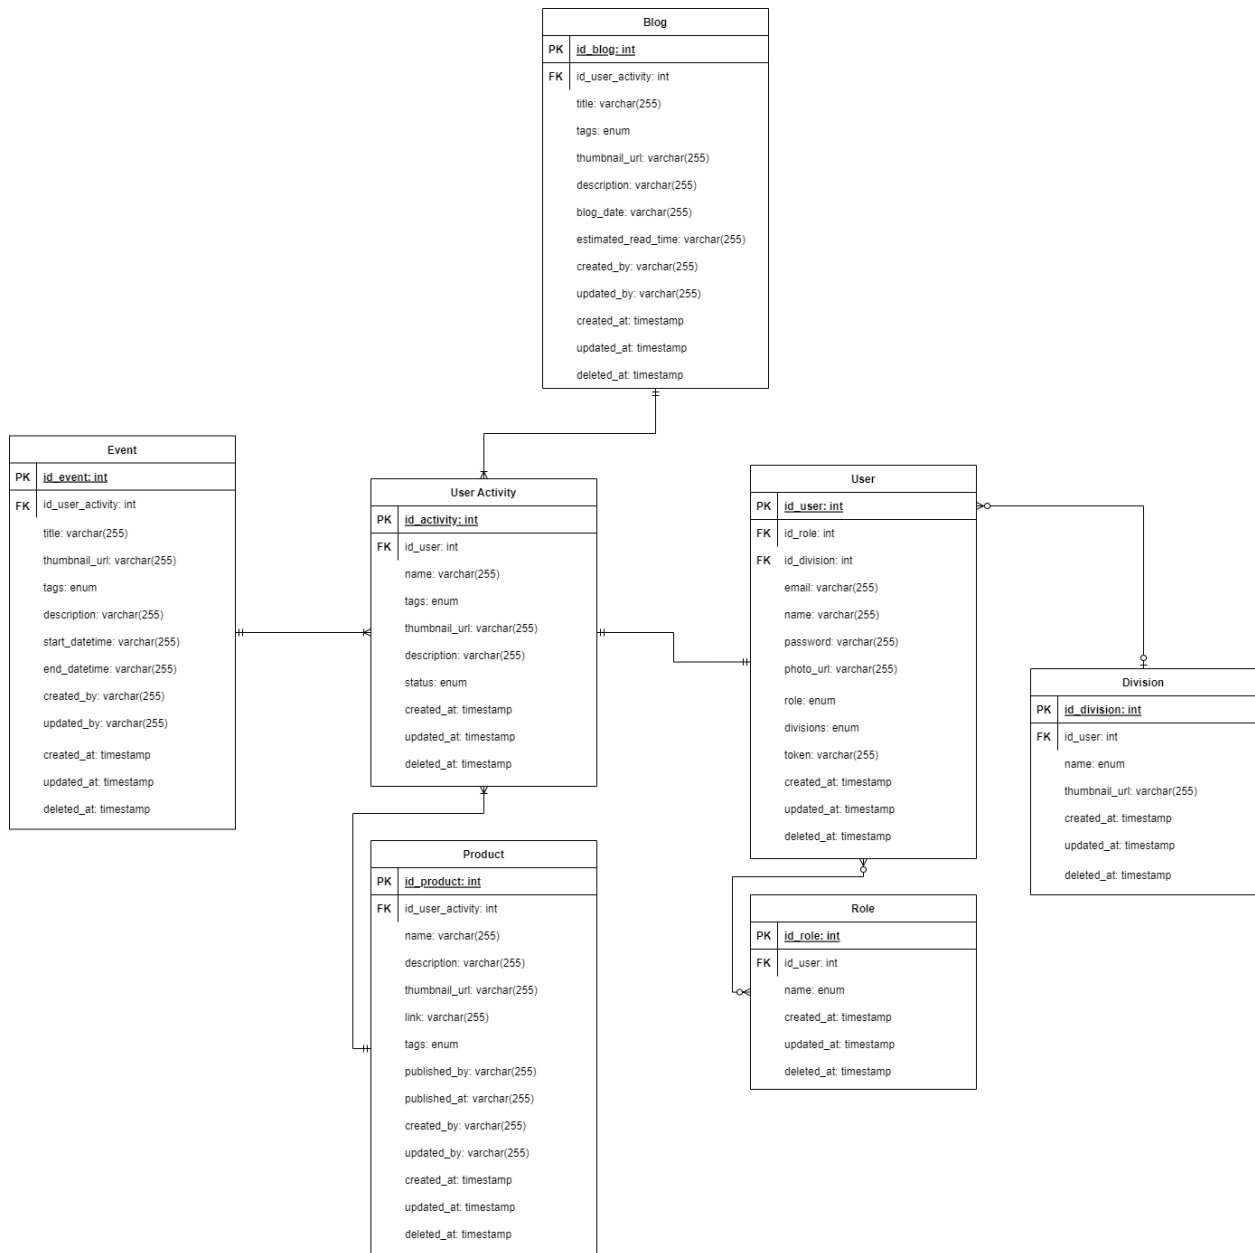 Blog
PK id_blog: int
FK id_user_activity: int
title: varchar(255)
tags: enum
thumbnail_url: varchar(255)
description: varchar(255)
blog_date: varchar(255)
estimated_read_time: varchar(255)
created_by: varchar(255)
updated_by: varchar(255)
created_at: timestamp
updated_at: timestamp
deleted_at: timestamp
Event
PK id_event: int
FK id_user_activity: int
title: varchar(255)
thumbnail_url: varchar(255)
tags: enum
description: varchar(255)
start_datetime: varchar(255)
end_datetime: varchar(255)
created_by: varchar(255)
updated_by: varchar(255)
created_at: timestamp
updated_at: timestamp
deleted_at: timestamp
User Activity
PK id_activity: int
FK id_user: int
name: varchar(255)
tags: enum
thumbnail_url: varchar(255)
description: varchar(255)
status: enum
created_at: timestamp
updated_at: timestamp
deleted_at: timestamp
User
PK id_user: int
FK id_role: int
FK id_division: int
email: varchar(255)
name: varchar(255)
password: varchar(255)
photo_url: varchar(255)
role: enum
divisions: enum
token: varchar(255)
created_at: timestamp
updated_at: timestamp
deleted_at: timestamp
Division
PK id_division: int
FK id_user: int
name: enum
thumbnail_url: varchar(255)
created_at: timestamp
updated_at: timestamp
deleted_at: timestamp
Product
PK id_product: int
FK id_user_activity: int
name: varchar(255)
description: varchar(255)
thumbnail_url: varchar(255)
link: varchar(255)
tags: enum
published_by: varchar(255)
published_at: varchar(255)
created_by: varchar(255)
updated_by: varchar(255)
created_at: timestamp
updated_at: timestamp
deleted_at: timestamp
Role
PK id_role: int
FK id_user: int
name: enum
created_at: timestamp
updated_at: timestamp
deleted_at: timestamp